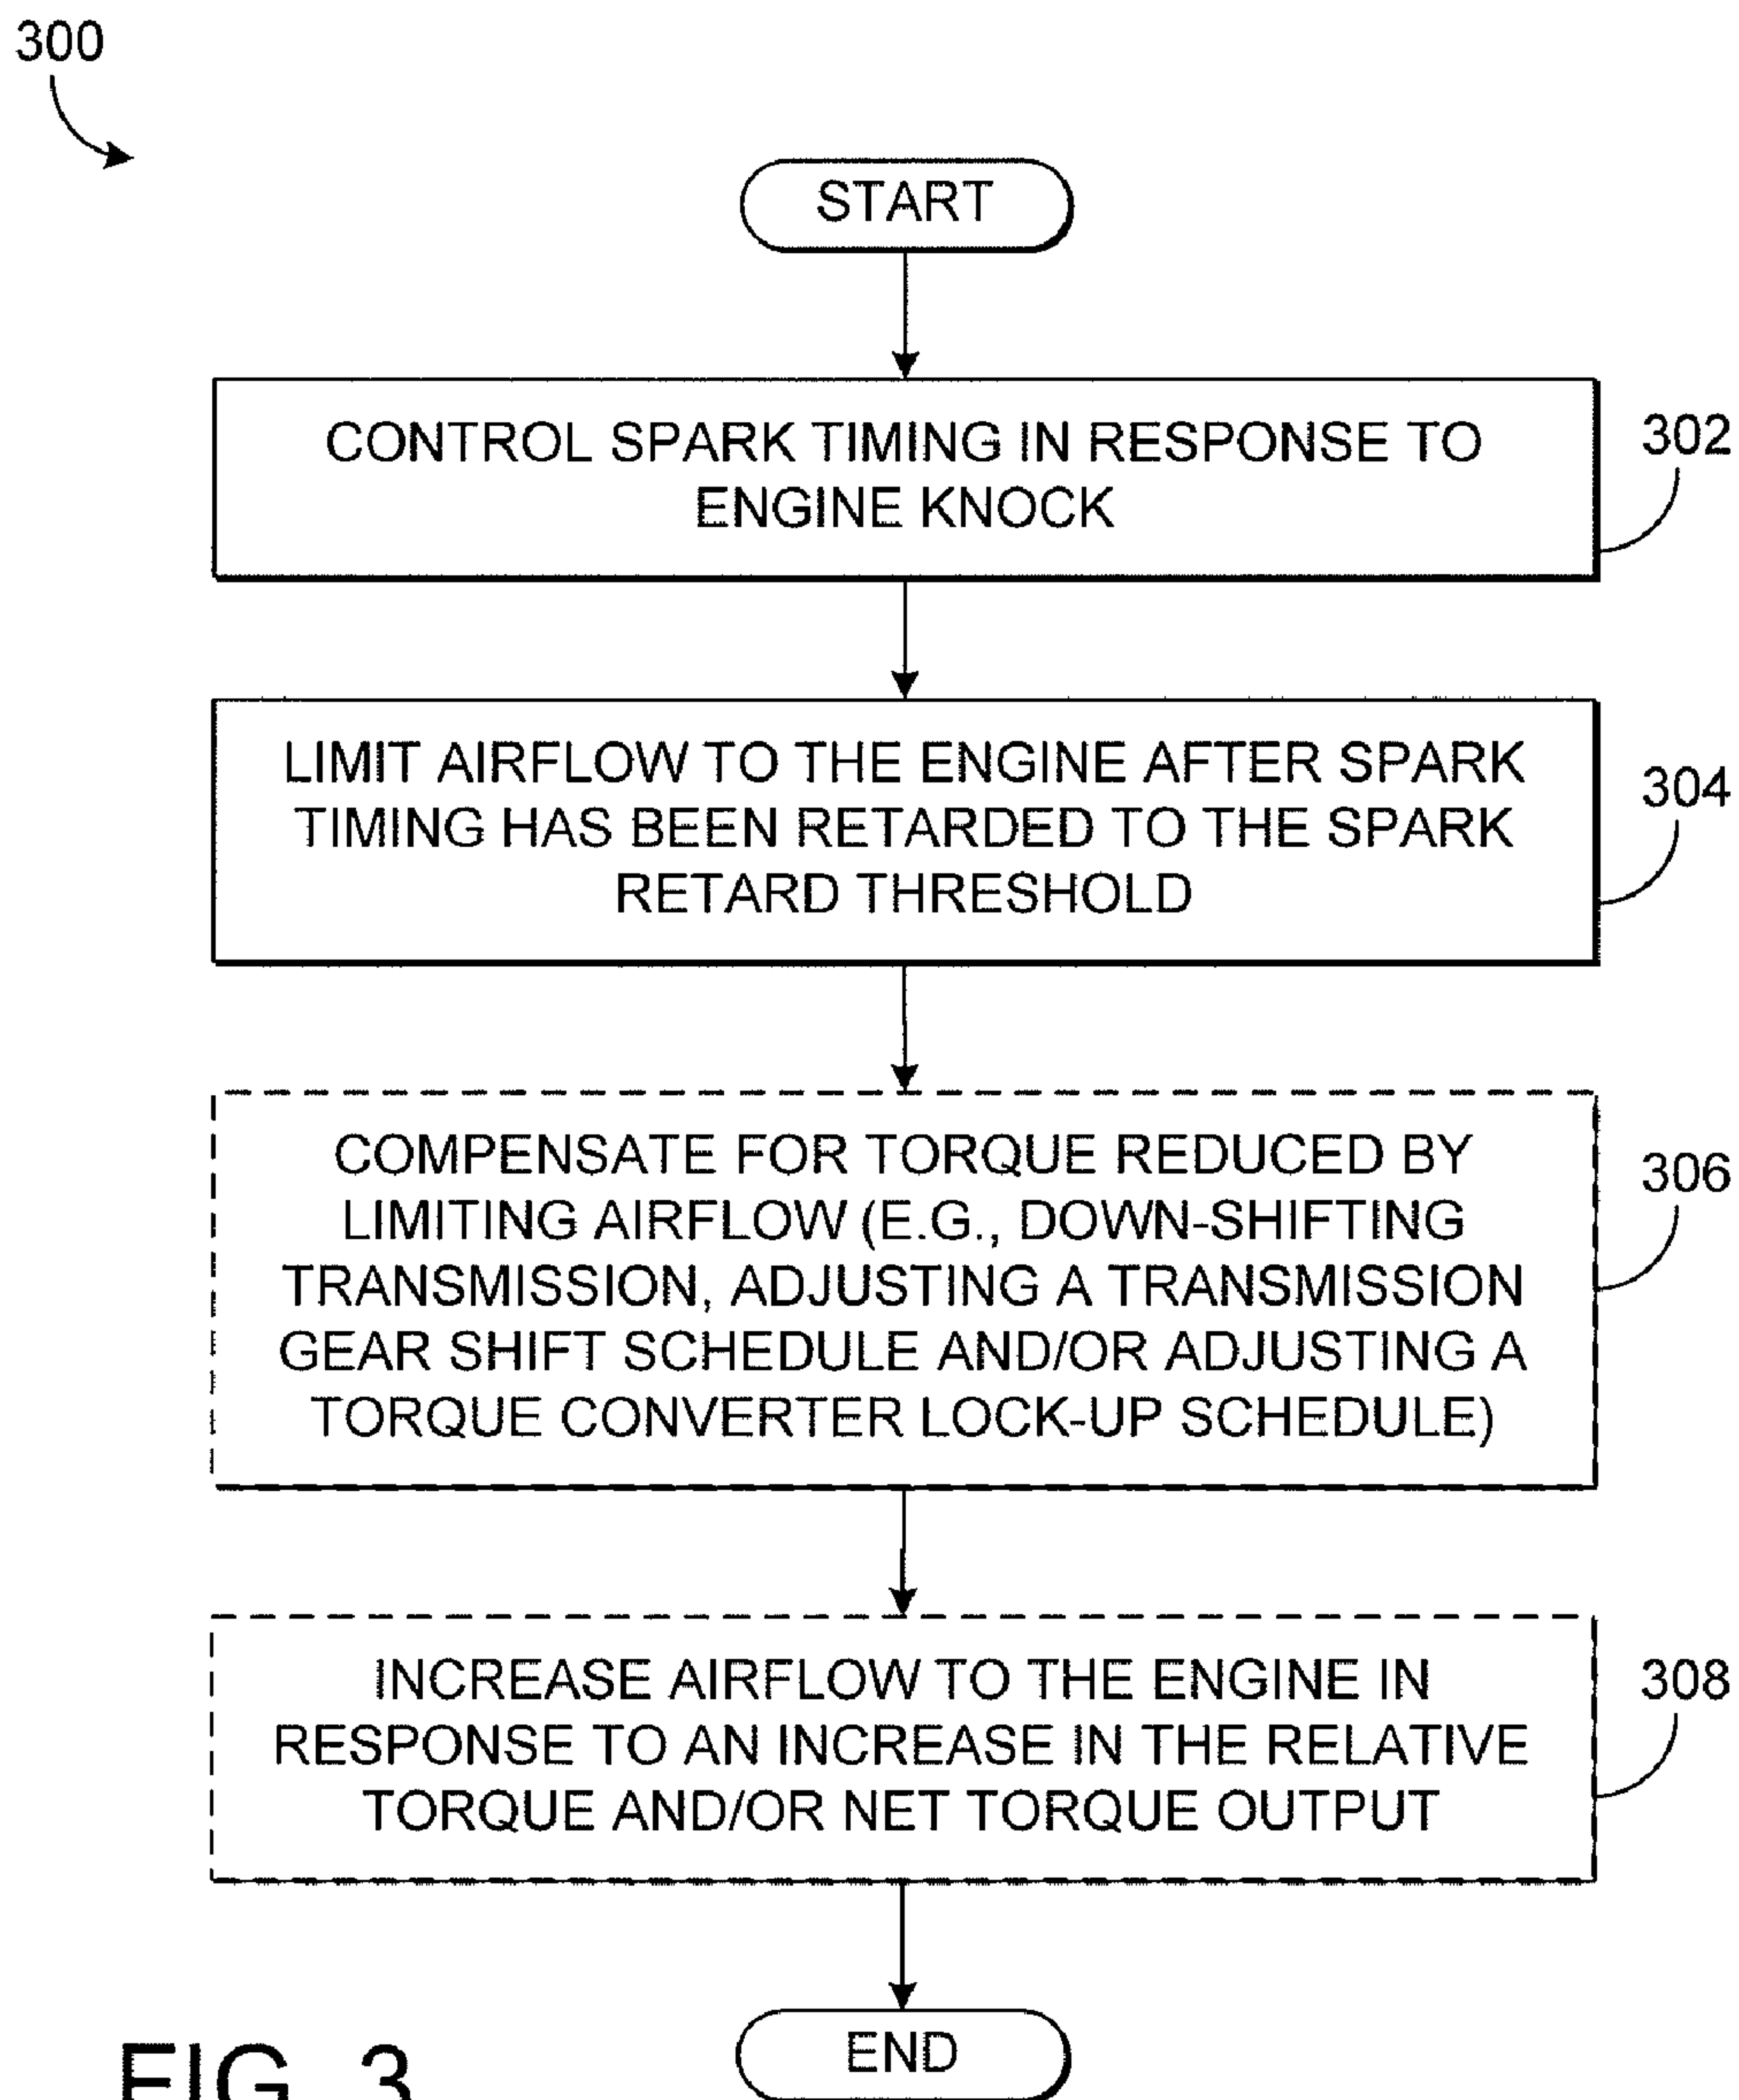 300
START
CONTROL SPARK TIMING IN RESPONSE TO
ENGINE KNOCK
302
LIMIT AIRFLOW TO THE ENGINE AFTER SPARK
TIMING HAS BEEN RETARDED TO THE SPARK
RETARD THRESHOLD
304
COMPENSATE FOR TORQUE REDUCED BY
LIMITING AIRFLOW (E.G., DOWN-SHIFTING
TRANSMISSION, ADJUSTING A TRANSMISSION
GEAR SHIFT SCHEDULE AND/OR ADJUSTING A
TORQUE CONVERTER LOCK-UP SCHEDULE)
306
INCREASE AIRFLOW TO THE ENGINE IN
RESPONSE TO AN INCREASE IN THE RELATIVE
TORQUE AND/OR NET TORQUE OUTPUT
308
END
FIG. 3